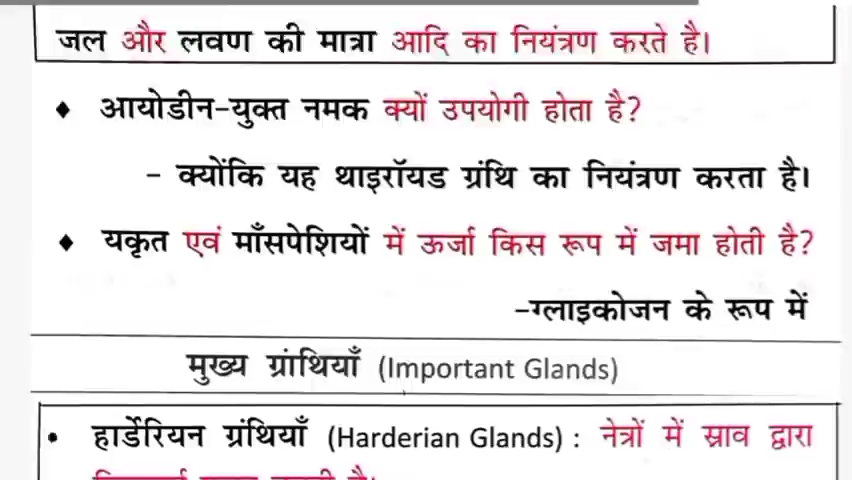 जल और लवण की मात्रा आदि का नियंत्रण करते है।
♦ आयोडीन-युक्त नमक क्यों उपयोगी होता है?
- क्योंकि यह थाइरॉयड ग्रंथि का नियंत्रण करता है।
♦ यकृत एवं माँसपेशियों में ऊर्जा किस रूप में जमा होती है?
-ग्लाइकोजन के रूप में
मुख्य ग्रांथियाँ (Important Glands)
• हार्डेरियन ग्रंथियाँ (Harderian Glands) : नेत्रों में स्राव द्वारा